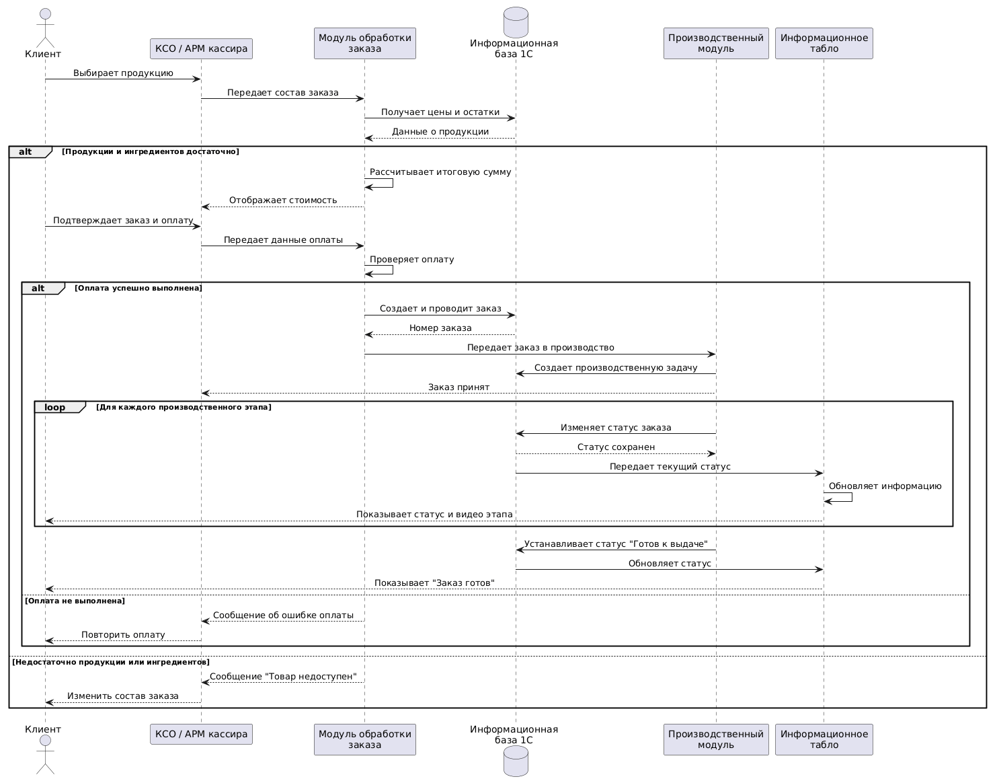 Клиент
КСО / АРМ кассира
Модуль обработки
заказа
Информационная
база 1С
Производственный
модуль
Информационное
табло
Выбирает продукцию
Передает состав заказа
Получает цены и остатки
Данные о продукции
alt [Продукции и ингредиентов достаточно]
Рассчитывает итоговую сумму
Отображает стоимость
Подтверждает заказ и оплату
Передает данные оплаты
Проверяет оплату
alt [Оплата успешно выполнена]
Создает и проводит заказ
Номер заказа
Передает заказ в производство
Создает производственную задачу
Заказ принят
loop [Для каждого производственного этапа]
Изменяет статус заказа
Статус сохранен
Передает текущий статус
Обновляет информацию
Показывает статус и видео этапа
Устанавливает статус "Готов к выдаче"
Обновляет статус
Показывает "Заказ готов"
[Оплата не выполнена]
Сообщение об ошибке оплаты
Повторить оплату
[Недостаточно продукции или ингредиентов]
Сообщение "Товар недоступен"
Изменить состав заказа
Клиент
КСО / АРМ кассира
Модуль обработки
заказа
Информационная
база 1С
Производственный
модуль
Информационное
табло